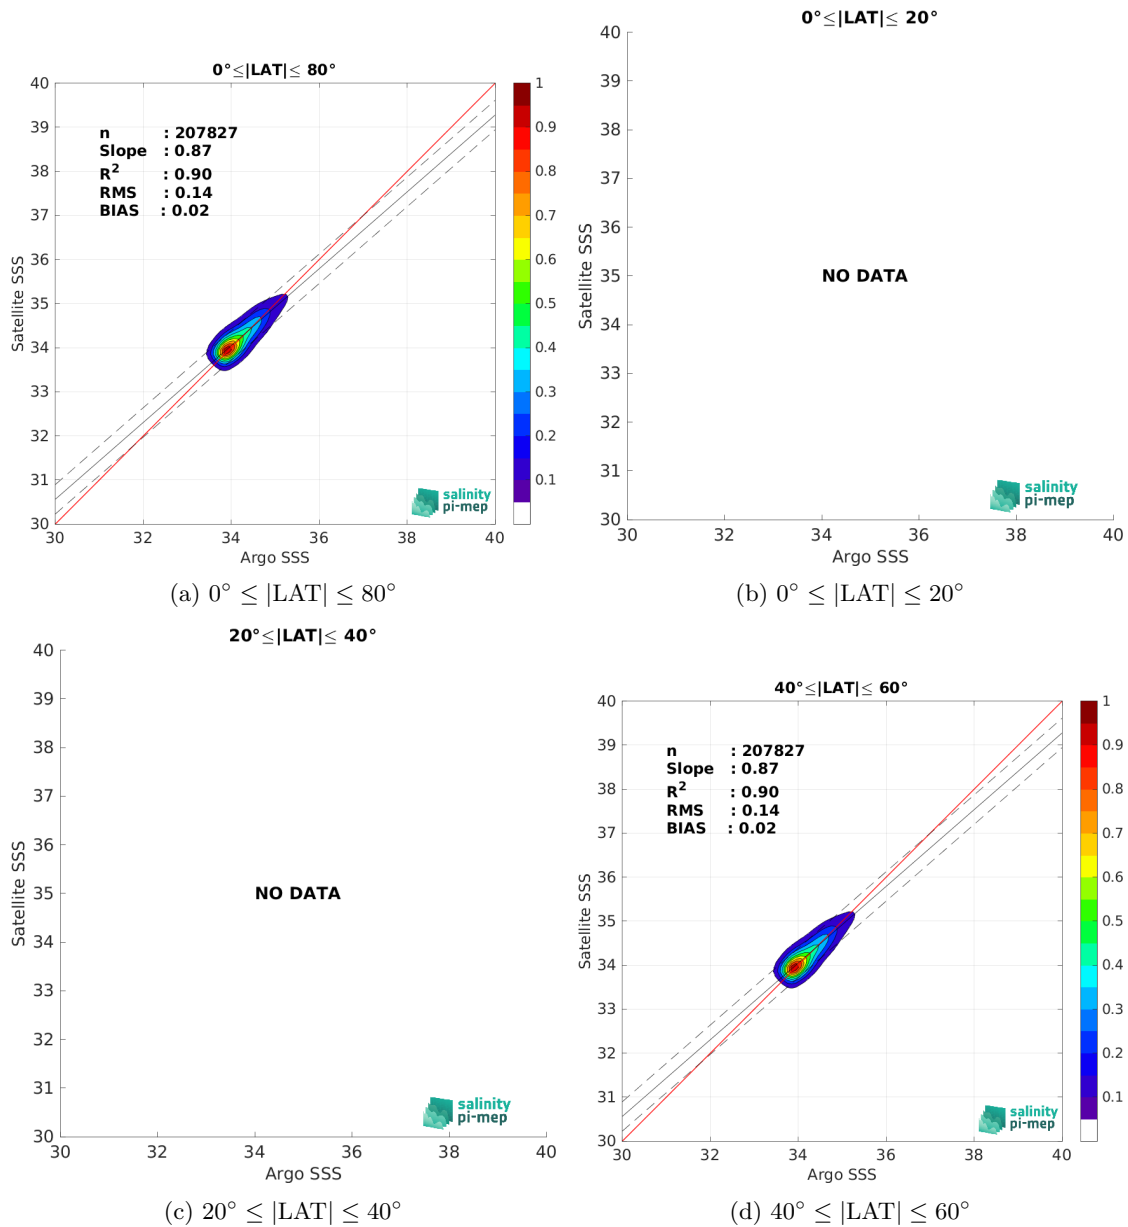 0°≤|LAT|≤ 80°
40
39
38
37
36
35
34
33
32
31
30
Satellite SSS
n : 207827
Slope : 0.87
R² : 0.90
RMS : 0.14
BIAS : 0.02
salinity
pi-mep
30 32 34 36 38 40
Argo SSS
1
0.9
0.8
0.7
0.6
0.5
0.4
0.3
0.2
0.1
(a) 0° ≤ |LAT| ≤ 80°
0°≤|LAT|≤ 20°
40
39
38
37
36
35
34
33
32
31
30
Satellite SSS
NO DATA
salinity
pi-mep
30 32 34 36 38 40
Argo SSS
(b) 0° ≤ |LAT| ≤ 20°
20°≤|LAT|≤ 40°
40
39
38
37
36
35
34
33
32
31
30
Satellite SSS
NO DATA
salinity
pi-mep
30 32 34 36 38 40
Argo SSS
(c) 20° ≤ |LAT| ≤ 40°
40°≤|LAT|≤ 60°
40
39
38
37
36
35
34
33
32
31
30
Satellite SSS
n : 207827
Slope : 0.87
R² : 0.90
RMS : 0.14
BIAS : 0.02
salinity
pi-mep
30 32 34 36 38 40
Argo SSS
1
0.9
0.8
0.7
0.6
0.5
0.4
0.3
0.2
0.1
(d) 40° ≤ |LAT| ≤ 60°